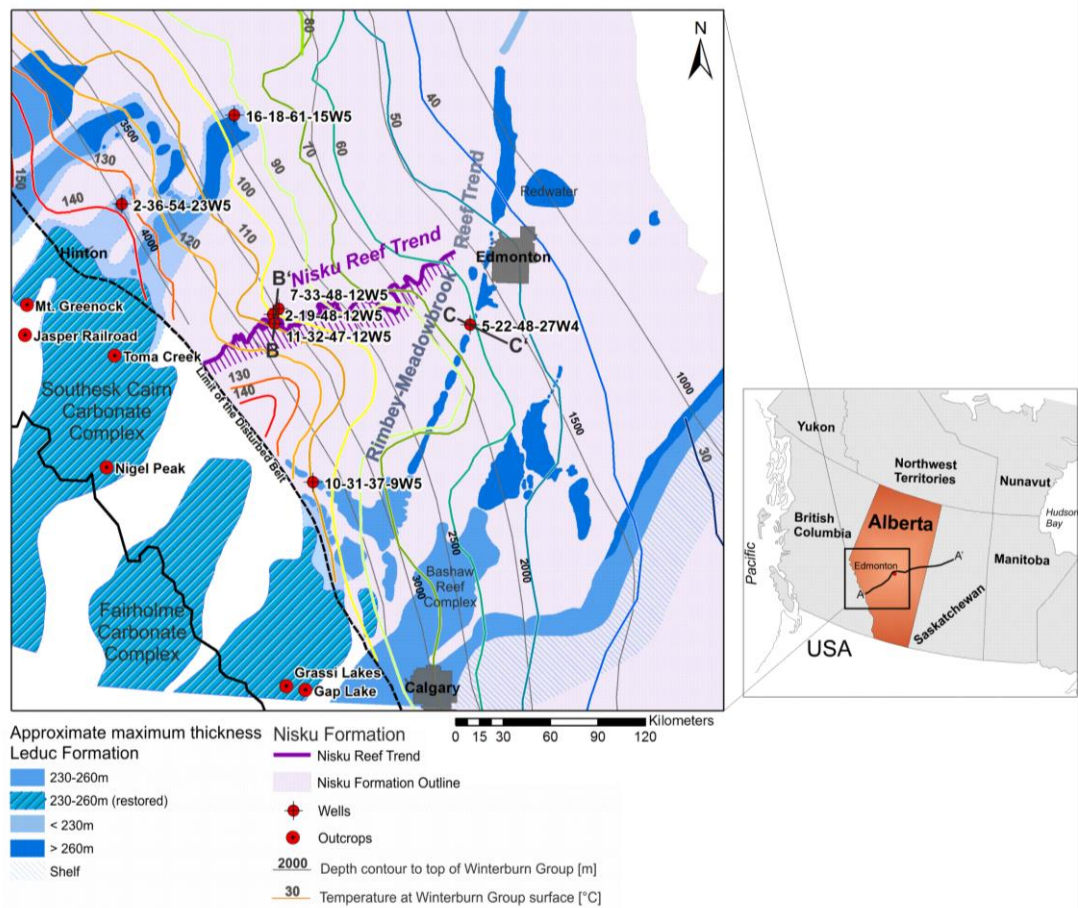 N
80
40
50
3500
16-18-61-15W5
70
60
90
130
100
150
Reef Trend
Redwater
140
2-36-54-23W5
110
120
4000
Nisku Reef Trend
Edmonton
Hinton
B'
7-33-48-12W5
Mt. Greenock
2-19-48-12W5
C
5-22-48-27W4
Jasper Railroad
11-32-47-12W5
C'
B
Toma Creek
130
140
Limit of the Disturbed Belt
Rimbey-Meadowbrook
1000
1500
30
Southesk Cairn
Carbonate
Complex
Nigel Peak
10-31-37-9W5
2500
2000
3000
Bashaw
Reef
Complex
Fairholme
Carbonate
Complex
Grassi Lakes
Gap Lake
Calgary
Yukon
Northwest
Territories
Nunavut
Hudson
Bay
British
Columbia
Alberta
Manitoba
Edmonton
A'
A
Pacific
Saskatchewan
USA
Kilometers
0 15 30 60 90 120
Approximate maximum thickness
Leduc Formation
230-260m
230-260m (restored)
< 230m
> 260m
Shelf
Nisku Formation
Nisku Reef Trend
Nisku Formation Outline
Wells
Outcrops
2000 Depth contour to top of Winterburn Group [m]
30 Temperature at Winterburn Group surface [°C]